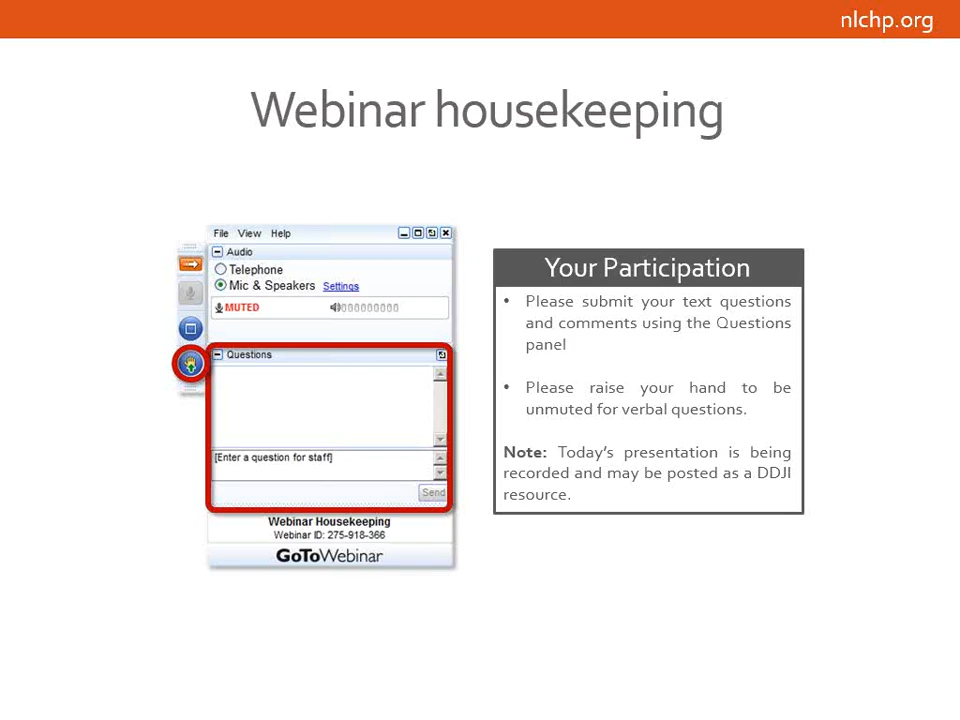 nlchp.org
Webinar housekeeping
File View Help
Audio
Telephone
Mic & Speakers Settings
MUTED 000000000
Questions
[Enter a question for staff]
Send
Webinar Housekeeping
Webinar ID: 275-918-366
GoToWebinar
Your Participation
• Please submit your text questions
and comments using the Questions
panel
• Please raise your hand to be
unmuted for verbal questions.
Note: Today's presentation is being
recorded and may be posted as a DDJI
resource.